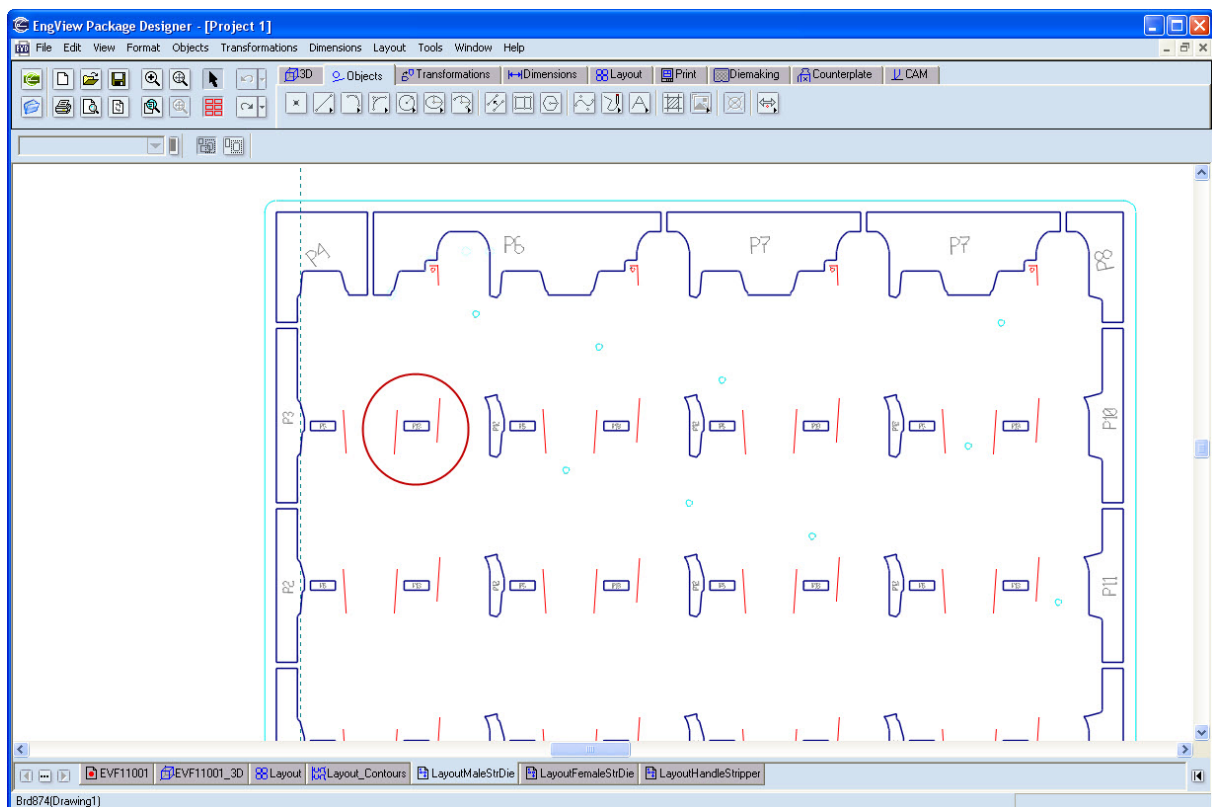 EngView Package Designer - [Project 1]
File Edit View Format Objects Transformations Dimensions Layout Tools Window Help
3D Objects Transformations Dimensions Layout Print Diemaking Counterplate CAM
P4 P6 P7 P7 P8
P3 P10
P2 P11
EVF11001 EVF11001_3D Layout Layout_Contours LayoutMaleStrDie LayoutFemaleStrDie LayoutHandleStripper
Brd874(Drawing1)